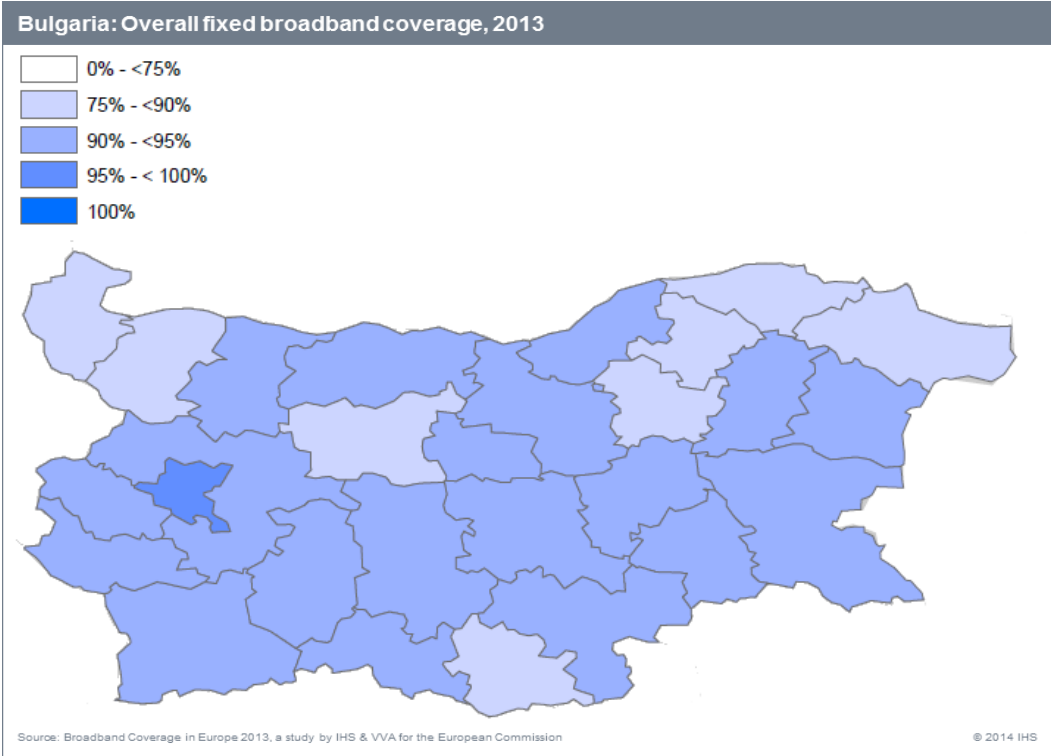 Bulgaria: Overall fixed broadband coverage, 2013
0% - <75%
75% - <90%
90% - <95%
95% - < 100%
100%
Source: Broadband Coverage in Europe 2013, a study by IHS & VVA for the European Commission
© 2014 IHS